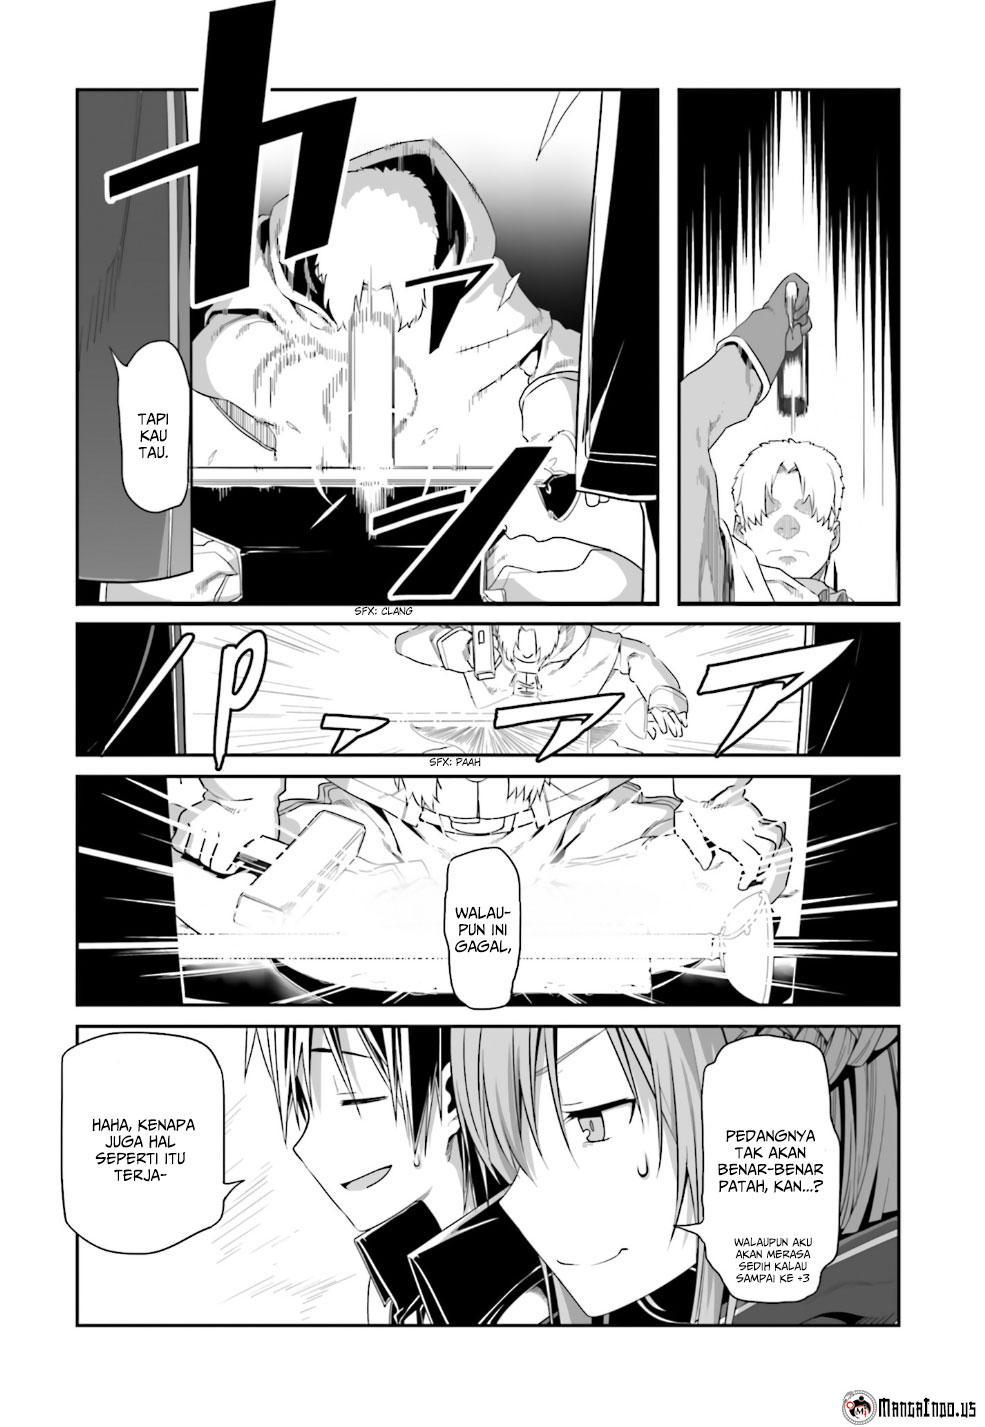 カァン
TAPI
KAU
TAU.
SFX: CLANG
パァァァ
SFX: PAAH
WALAU-
PUN INI
GAGAL,
PEDANGNYA
TAK AKAN
BENAR-BENAR
PATAH, KAN...?
WALAUPUN AKU
AKAN MERASA
SEDIH KALAU
SAMPAI KE +3
HAHA, KENAPA
JUGA HAL
SEPERTI ITU
TERJA-
MANGAINDO.US